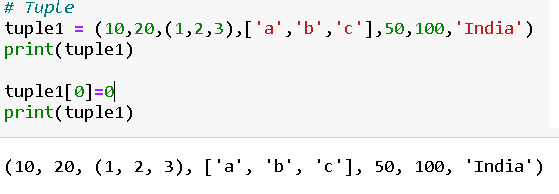 # Tuple
tuple1 = (10,20,(1,2,3),['a','b','c'],50,100,'India')
print(tuple1)
tuple1[0]=0
print(tuple1)
(10, 20, (1, 2, 3), ['a', 'b', 'c'], 50, 100, 'India')